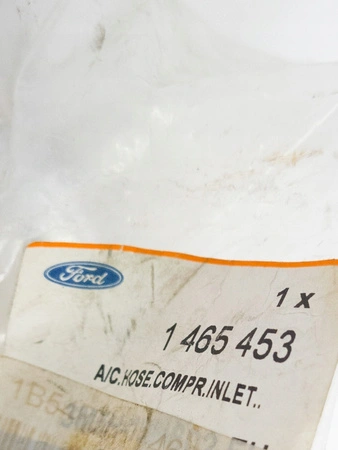 Ford
1 x
1 465 453
A/C.HOSE.COMPR.INLET..